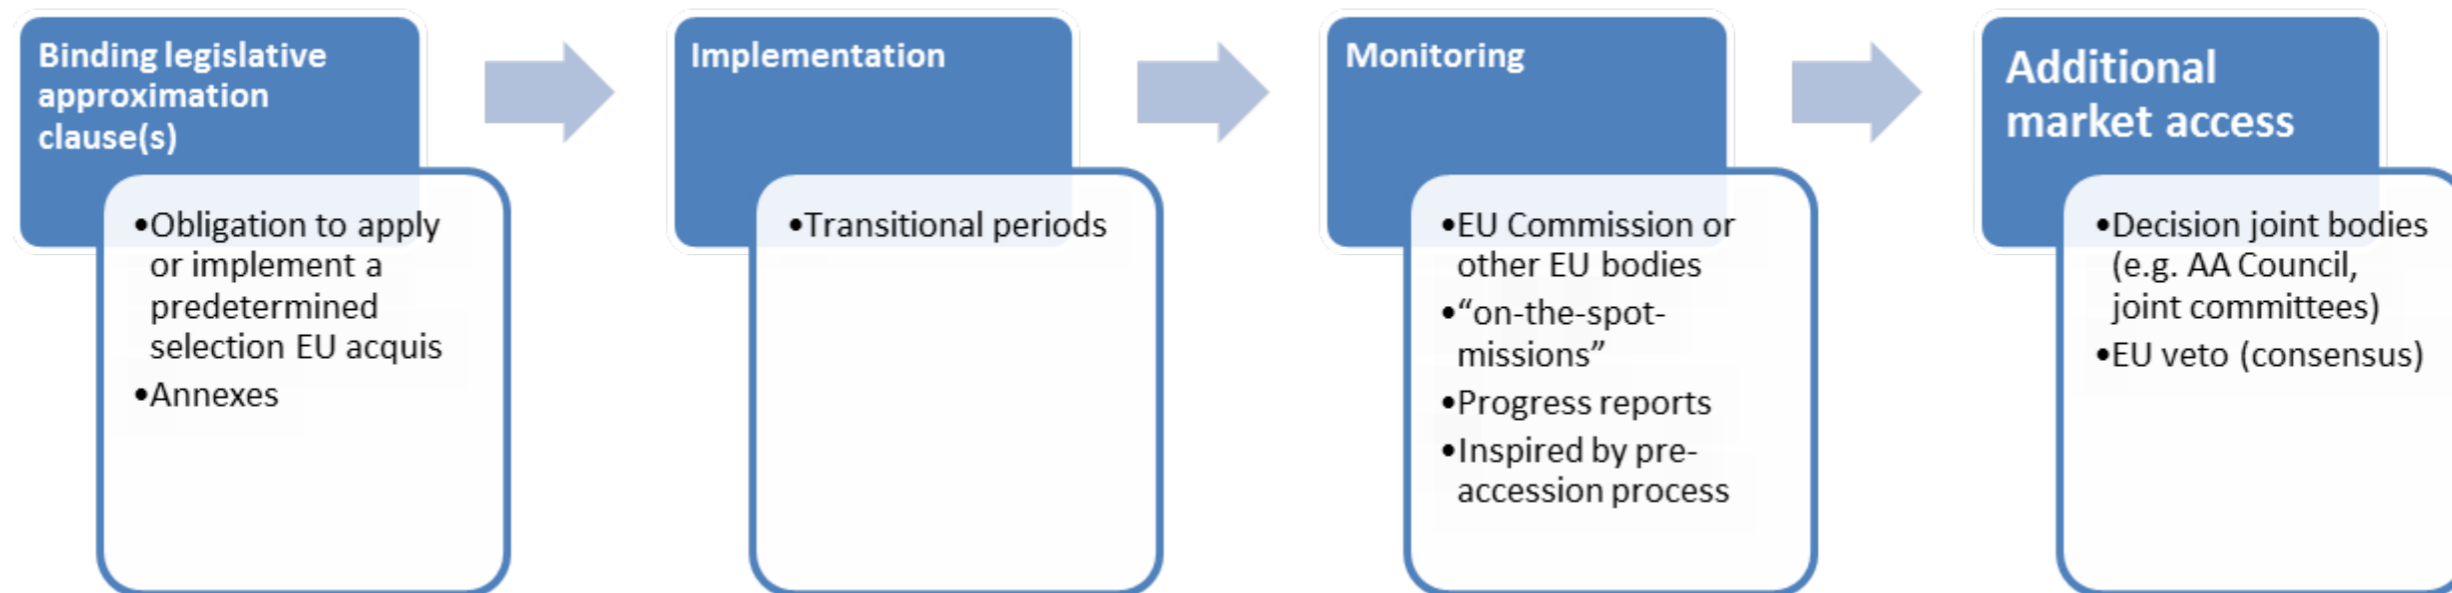 Binding legislative
approximation
clause(s)
•Obligation to apply
or implement a
predetermined
selection EU acquis
•Annexes
Implementation
•Transitional periods
Monitoring
•EU Commission or
other EU bodies
•“on-the-spot-
missions”
•Progress reports
•Inspired by pre-
accession process
Additional
market access
•Decision joint bodies
(e.g. AA Council,
joint committees)
•EU veto (consensus)